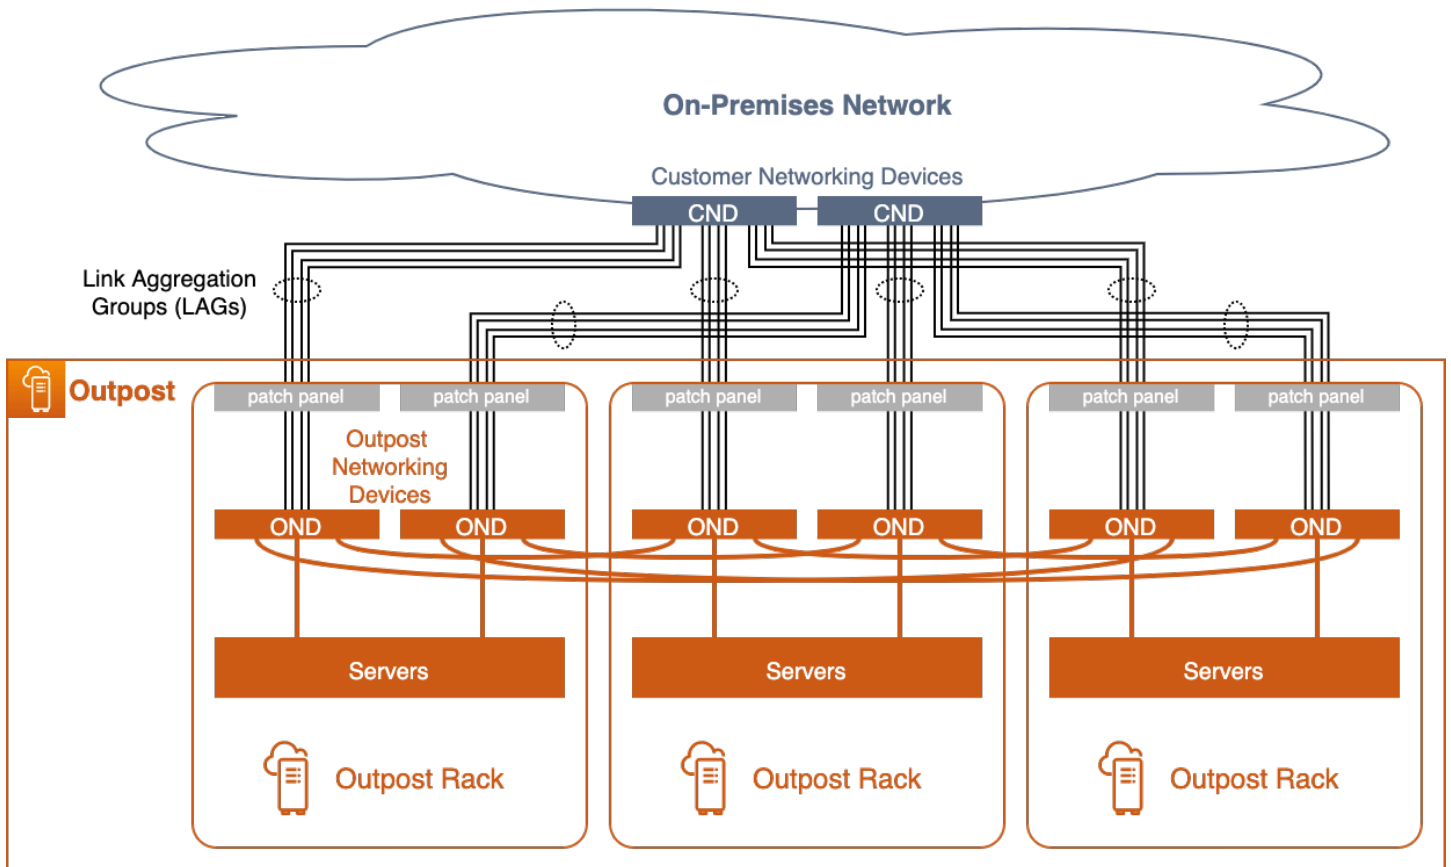 On-Premises Network
Customer Networking Devices
CND
CND
Link Aggregation
Groups (LAGs)
Outpost
patch panel
patch panel
patch panel
patch panel
patch panel
patch panel
Outpost
Networking
Devices
OND
OND
OND
OND
OND
OND
Servers
Servers
Servers
Outpost Rack
Outpost Rack
Outpost Rack